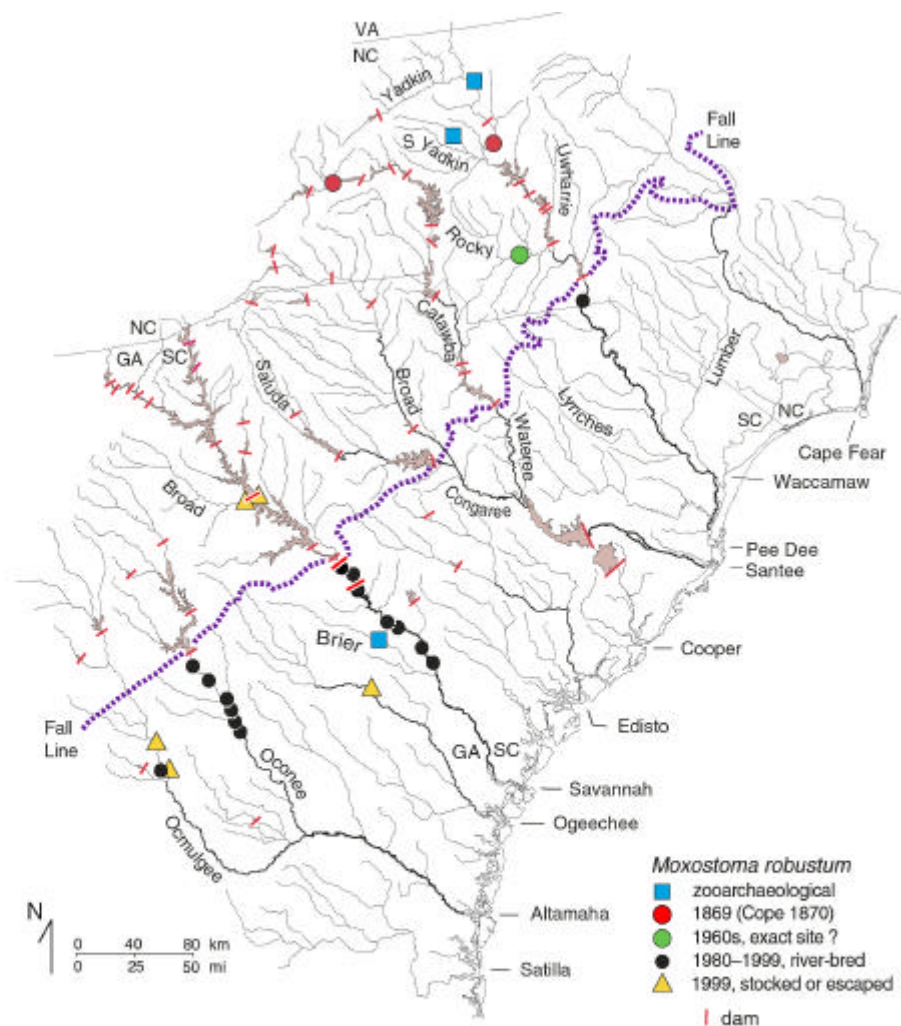 VA
NC
Yadkin
S Yadkin
Uwharrie
Fall
Line
Rocky
NC
GA
SC
Catawba
Saluda
Broad
Lumber
SC
NC
Lynches
Wateree
Cape Fear
Waccamaw
Broad
Congaree
Pee Dee
Santee
Brier
Cooper
Edisto
Fall
Line
GA
SC
Oconee
Savannah
Ogeechee
Ocmulgee
Altamaha
Satilla
N
0 40 80 km
0 25 50 mi
Moxostoma robustum
zooarchaeological
1869 (Cope 1870)
1960s, exact site ?
1980–1999, river-bred
1999, stocked or escaped
dam